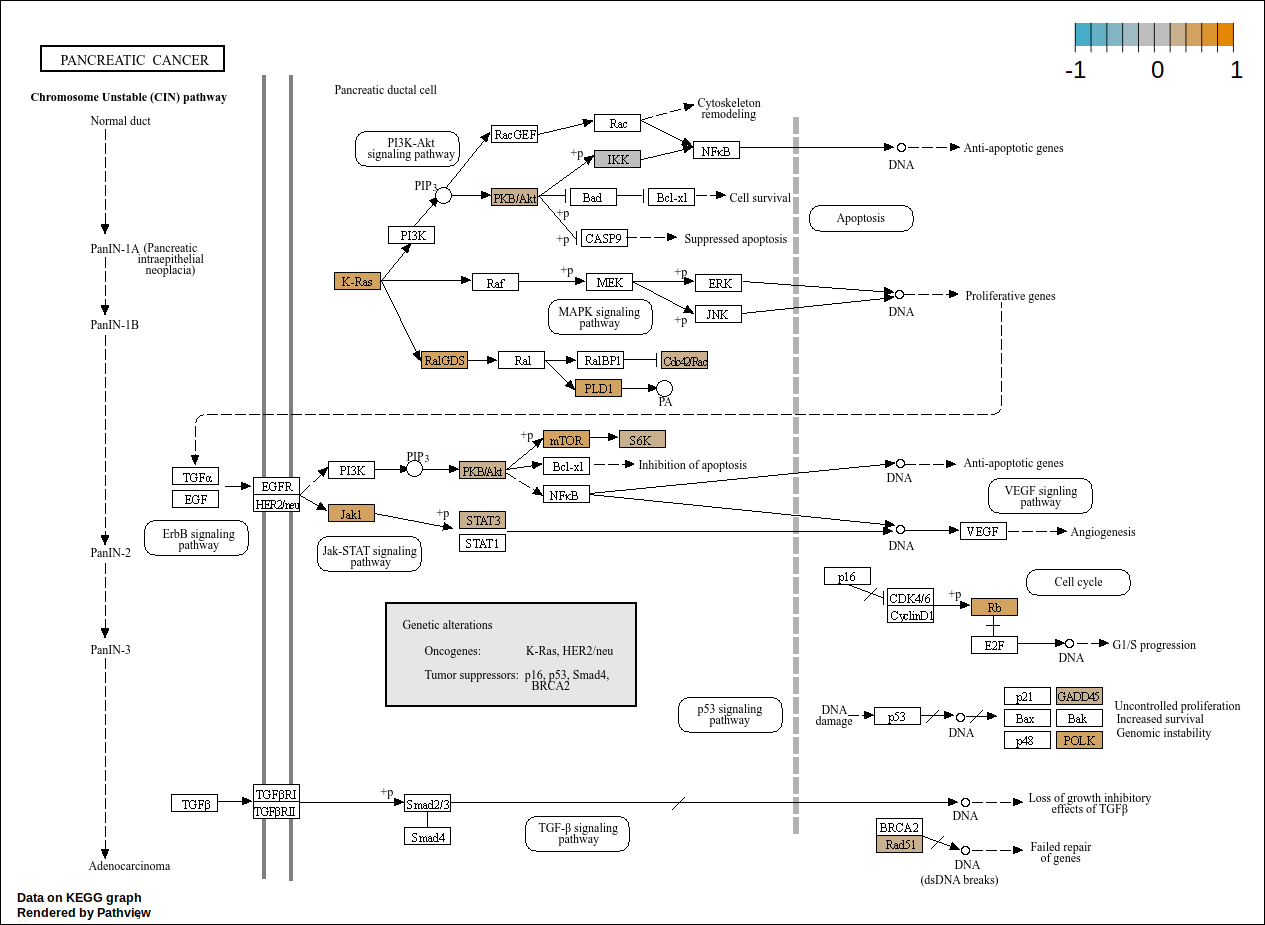 PANCREATIC CANCER
-1 0 1
Chromosome Unstable (CIN) pathway
Normal duct
PanIN-1A (Pancreatic
intraepithelial
neoplacia)
PanIN-1B
PanIN-2
PanIN-3
Adenocarcinoma
Pancreatic ductal cell
PI3K-Akt
signaling pathway
RacGEF
Rac
Cytoskeleton
remodeling
+p
IKK
NFκB
DNA
Anti-apoptotic genes
PIP3
PKB/Akt
Bad
Bcl-xl
Cell survival
+p
+p
CASP9
Suppressed apoptosis
Apoptosis
PI3K
K-Ras
Raf
+p
MEK
+p
ERK
+p
JNK
DNA
Proliferative genes
MAPK signaling
pathway
RalGDS
Ral
RalBP1
Cdc42/Rac
PLD1
PA
TGFα
EGF
EGFR
HER2/neu
ErbB signaling
pathway
PI3K
PIP3
PKB/Akt
+p
mTOR
S6K
Bcl-xl
Inhibition of apoptosis
NFκB
DNA
Anti-apoptotic genes
VEGF signling
pathway
Jak1
+p
STAT3
STAT1
Jak-STAT signaling
pathway
DNA
VEGF
Angiogenesis
p16
CDK4/6
CyclinD1
+p
Rb
Cell cycle
E2F
DNA
G1/S progression
Genetic alterations
Oncogenes: K-Ras, HER2/neu
Tumor suppressors: p16, p53, Smad4,
BRCA2
p53 signaling
pathway
DNA
damage
p53
DNA
p21
GADD45
Bax
Bak
p48
POLK
Uncontrolled proliferation
Increased survival
Genomic instability
TGFβ
TGFβRI
TGFβRII
+p
Smad2/3
Smad4
TGF-β signaling
pathway
DNA
Loss of growth inhibitory
effects of TGFβ
BRCA2
Rad51
DNA
(dsDNA breaks)
Failed repair
of genes
Data on KEGG graph
Rendered by Pathview